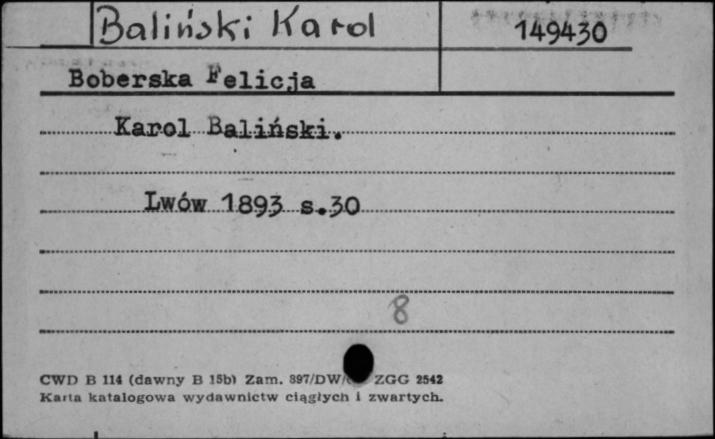 Baliński Karol 149430
Boberska Felicja
Karol Baliński.
Lwów 1893 s.30
8
CWD B 114 (dawny B 15b) Zam. 897/DW/ ZGG 2542
Karta katalogowa wydawnictw ciągłych i zwartych.